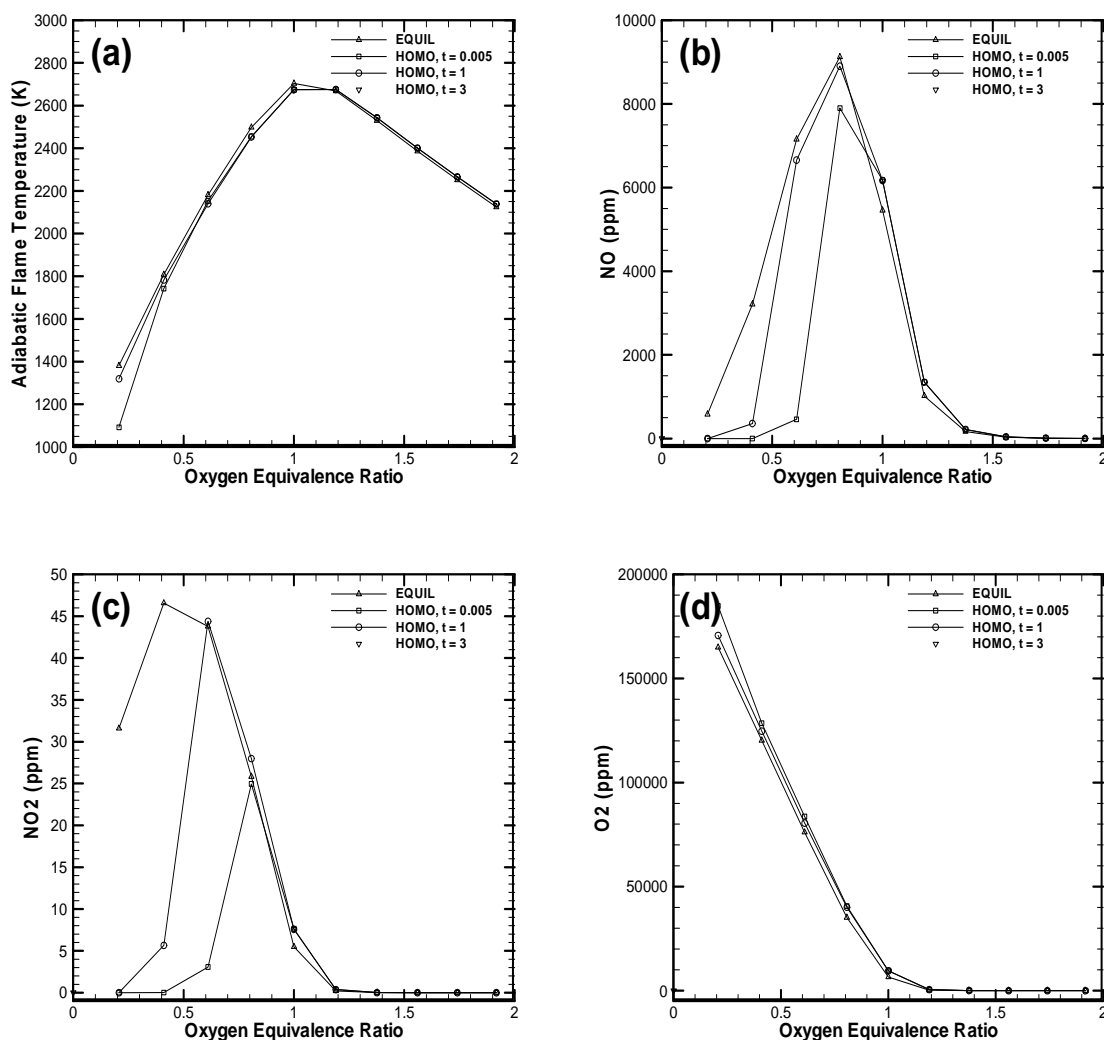 (a)
EQUIL
HOMO, t = 0.005
HOMO, t = 1
HOMO, t = 3
Adiabatic Flame Temperature (K)
3000
2800
2600
2400
2200
2000
1800
1600
1400
1200
1000
0 0.5 1 1.5 2
Oxygen Equivalence Ratio
(b)
EQUIL
HOMO, t = 0.005
HOMO, t = 1
HOMO, t = 3
NO (ppm)
10000
8000
6000
4000
2000
0
0 0.5 1 1.5 2
Oxygen Equivalence Ratio
(c)
EQUIL
HOMO, t = 0.005
HOMO, t = 1
HOMO, t = 3
NO2 (ppm)
50
45
40
35
30
25
20
15
10
5
0
0 0.5 1 1.5 2
Oxygen Equivalence Ratio
(d)
EQUIL
HOMO, t = 0.005
HOMO, t = 1
HOMO, t = 3
O2 (ppm)
200000
150000
100000
50000
0
0 0.5 1 1.5 2
Oxygen Equivalence Ratio